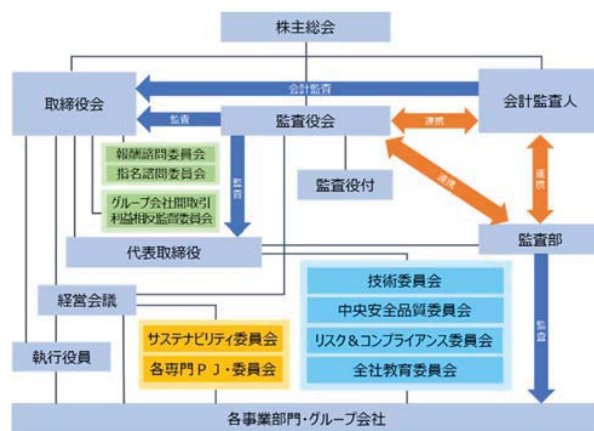 株主総会
取締役会
会計監査
会計監査人
監査
監査役会
連携
報酬諮問委員会
指名諮問委員会
監査
監査役付
連携
連携
グループ会社間取引
利益相反監督委員会
代表取締役
監査部
経営会議
技術委員会
中央安全品質委員会
サステナビリティ委員会
リスク&コンプライアンス委員会
監査
執行役員
各専門PJ・委員会
全社教育委員会
各事業部門・グループ会社